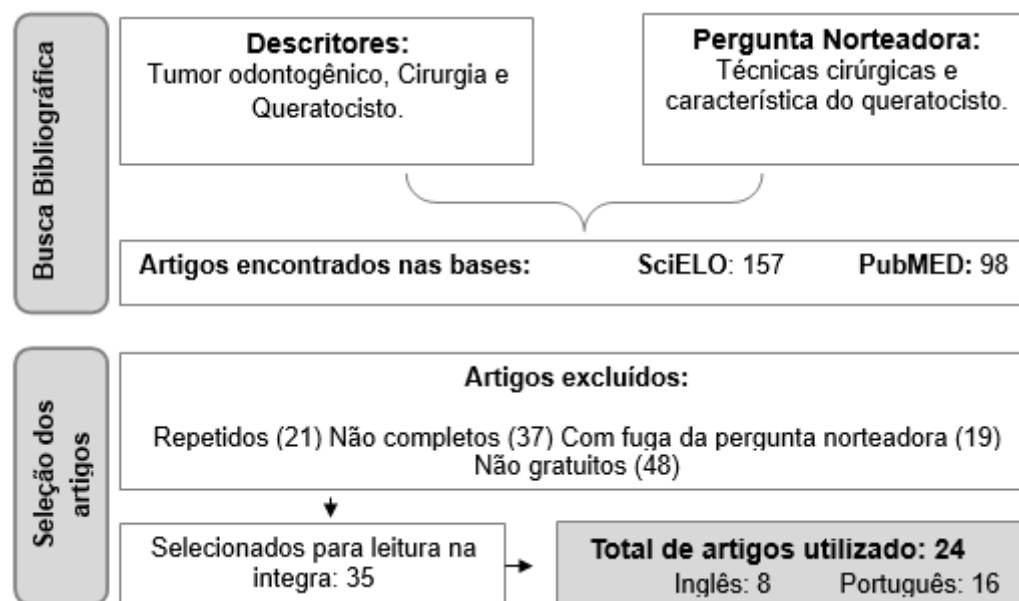 Busca Bibliográfica
Descritores:
Tumor odontogênico, Cirurgia e
Queratocisto.
Pergunta Norteadora:
Técnicas cirúrgicas e
característica do queratocisto.
Artigos encontrados nas bases: SciELO: 157 PubMED: 98
Seleção dos
artigos
Artigos excluídos:
Repetidos (21) Não completos (37) Com fuga da pergunta norteadora (19)
Não gratuitos (48)
Selecionados para leitura na
integra: 35
Total de artigos utilizado: 24
Inglês: 8 Português: 16